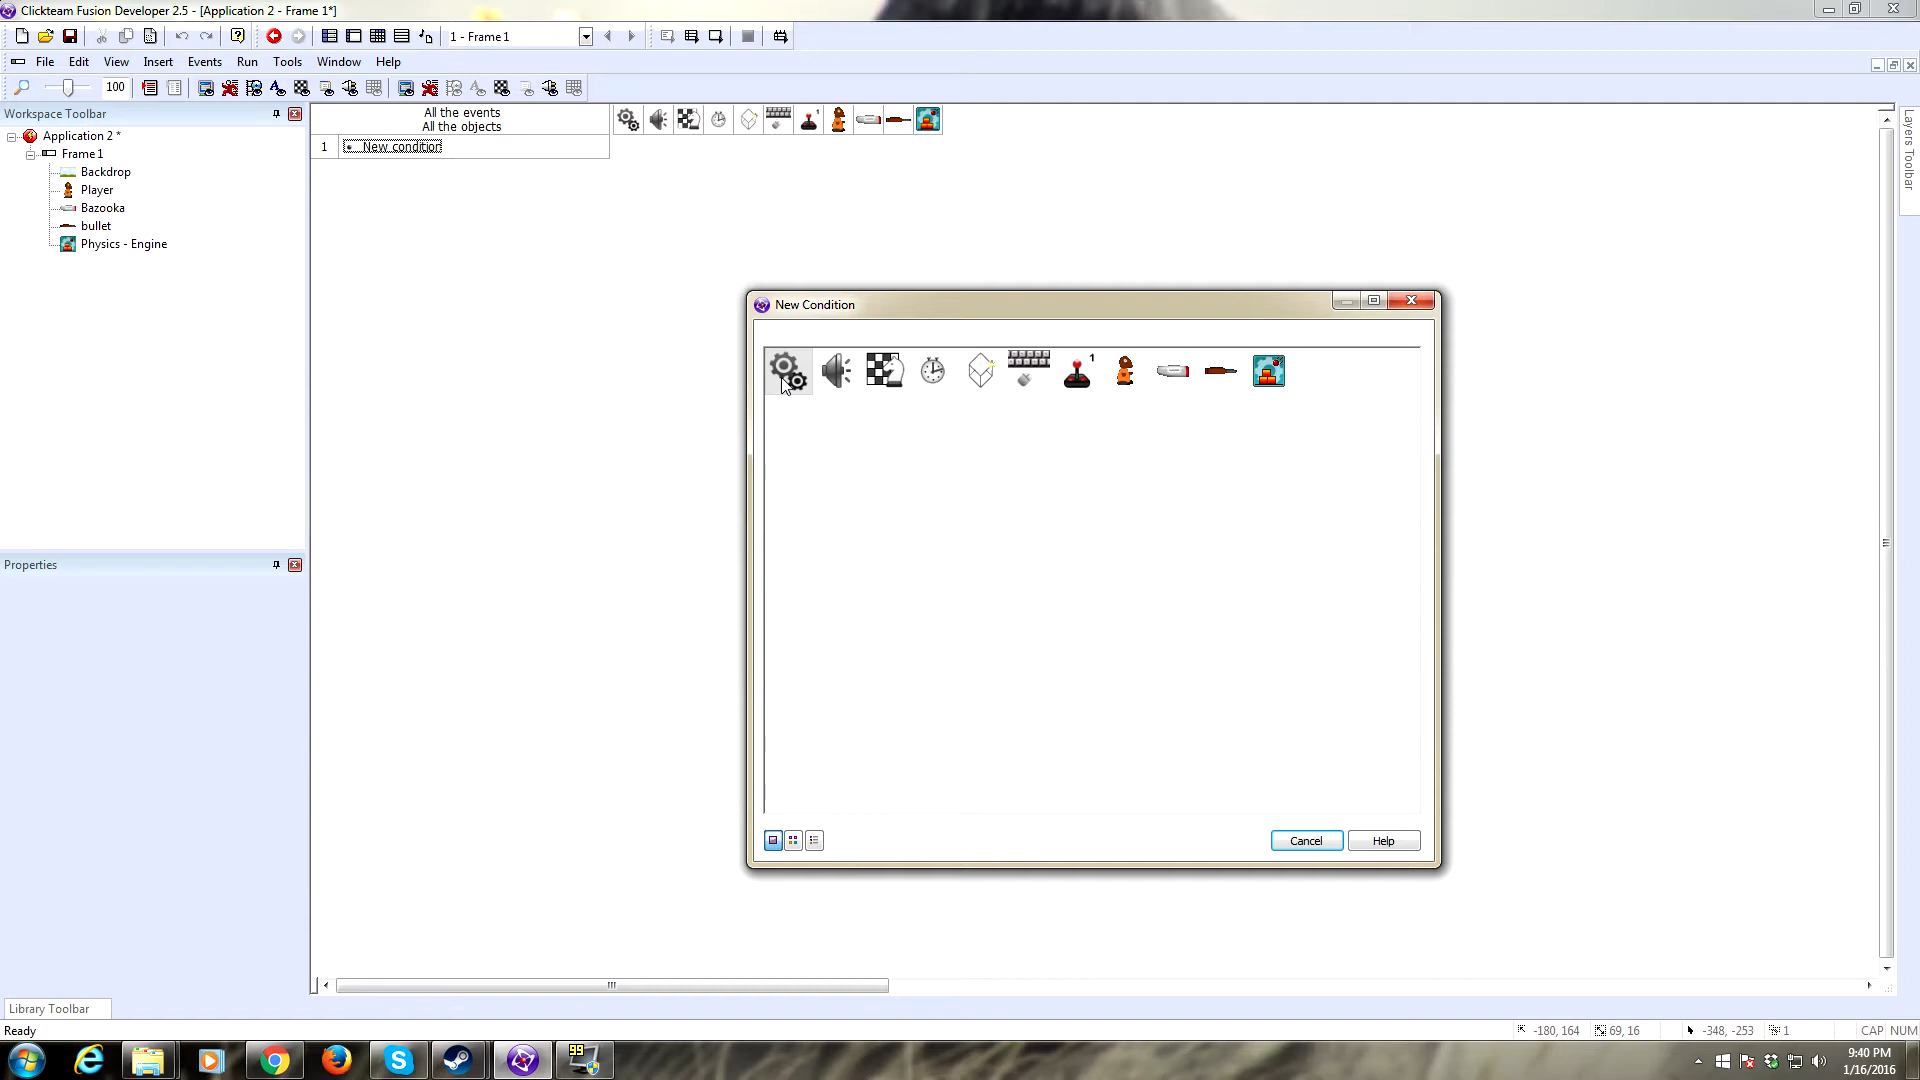 Clickteam Fusion Developer 2.5 - [Application 2 - Frame 1*]
100
1 - Frame 1
File Edit View Insert Events Run Tools Window Help
Workspace Toolbar
Application 2 *
Frame 1
Backdrop
Player
Bazooka
bullet
Physics - Engine
Properties
Library Toolbar
Ready
All the events
All the objects
1
1 New condition
New Condition
1
Cancel
Help
Layers Toolbar
-180, 164
69, 16
-348, -253
1
CAP NUM
99
9:40 PM
1/16/2016